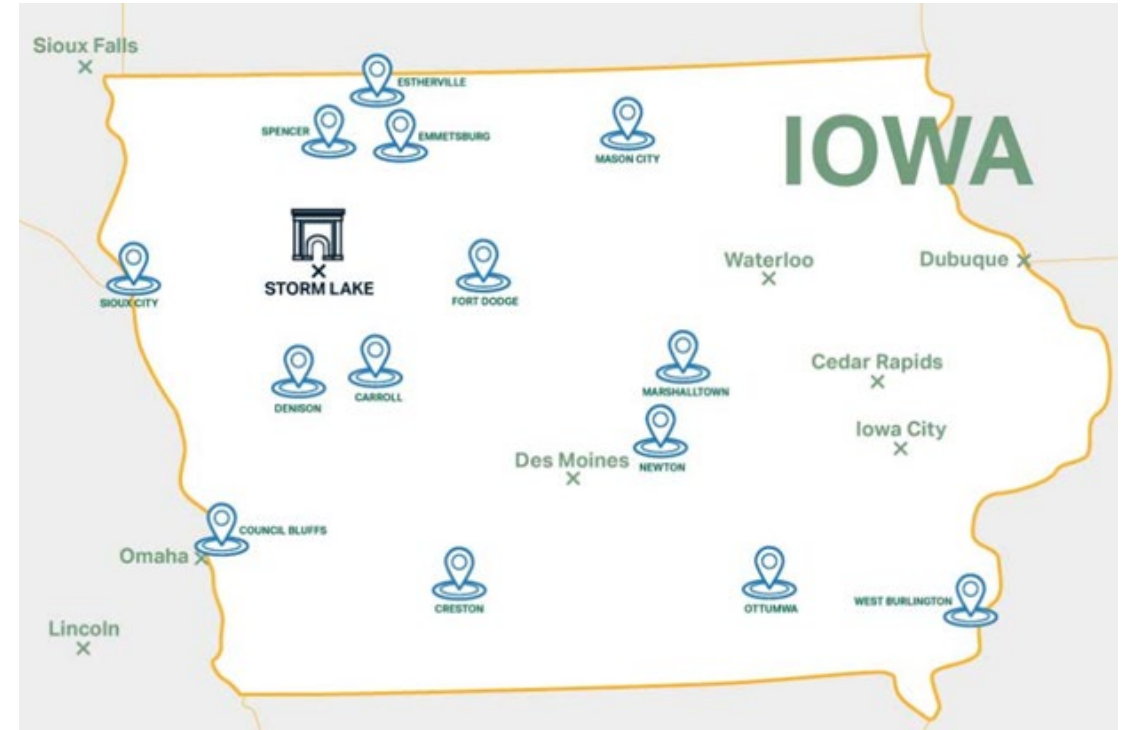 Sioux Falls
ESTHERVILLE
SPENCER
EMMETSBURG
MASON CITY
IOWA
STORM LAKE
SIOUX CITY
FORT DODGE
Waterloo
Dubuque
DENISON
CARROLL
MARSHALLTOWN
Cedar Rapids
Iowa City
Des Moines
NEWTON
COUNCIL BLUFFS
Omaha
CRESTON
OTTUMWA
WEST BURLINGTON
Lincoln